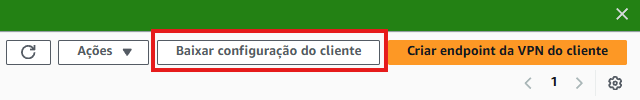 Ações
Baixar configuração do cliente
Criar endpoint da VPN do cliente
1